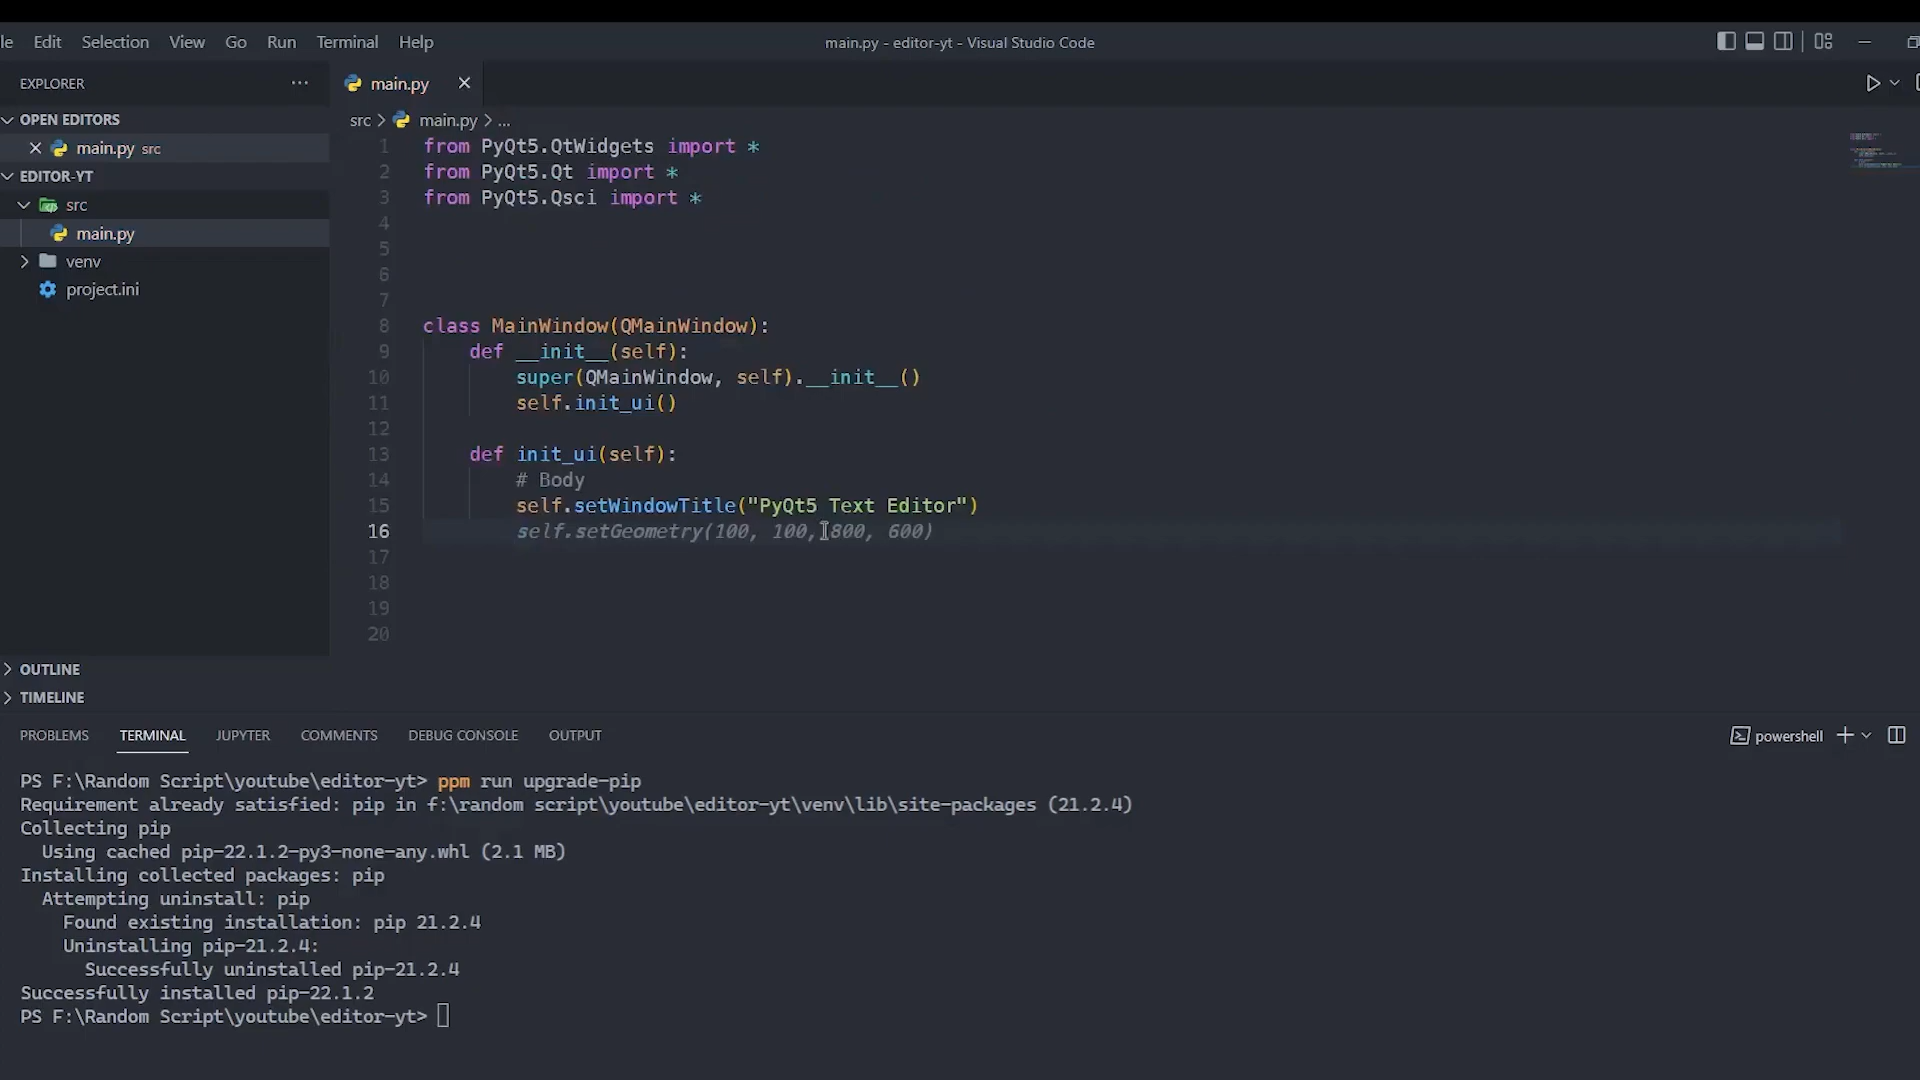 le Edit Selection View Go Run Terminal Help
main.py - editor-yt - Visual Studio Code
EXPLORER ...
OPEN EDITORS
main.py src
EDITOR-YT
src
main.py
venv
project.ini
OUTLINE
TIMELINE
main.py
src > main.py > ...
1 from PyQt5.QtWidgets import *
2 from PyQt5.Qt import *
3 from PyQt5.Qsci import *
4
5
6
7
8 class MainWindow(QMainWindow):
9 def __init__(self):
10 super(QMainWindow, self).__init__()
11 self.init_ui()
12
13 def init_ui(self):
14 # Body
15 self.setWindowTitle("PyQt5 Text Editor")
16 self.setGeometry(100, 100, 800, 600)
17
18
19
20
PROBLEMS TERMINAL JUPYTER COMMENTS DEBUG CONSOLE OUTPUT
powershell
PS F:\Random Script\youtube\editor-yt> ppm run upgrade-pip
Requirement already satisfied: pip in f:\random script\youtube\editor-yt\venv\lib\site-packages (21.2.4)
Collecting pip
Using cached pip-22.1.2-py3-none-any.whl (2.1 MB)
Installing collected packages: pip
Attempting uninstall: pip
Found existing installation: pip 21.2.4
Uninstalling pip-21.2.4:
Successfully uninstalled pip-21.2.4
Successfully installed pip-22.1.2
PS F:\Random Script\youtube\editor-yt>